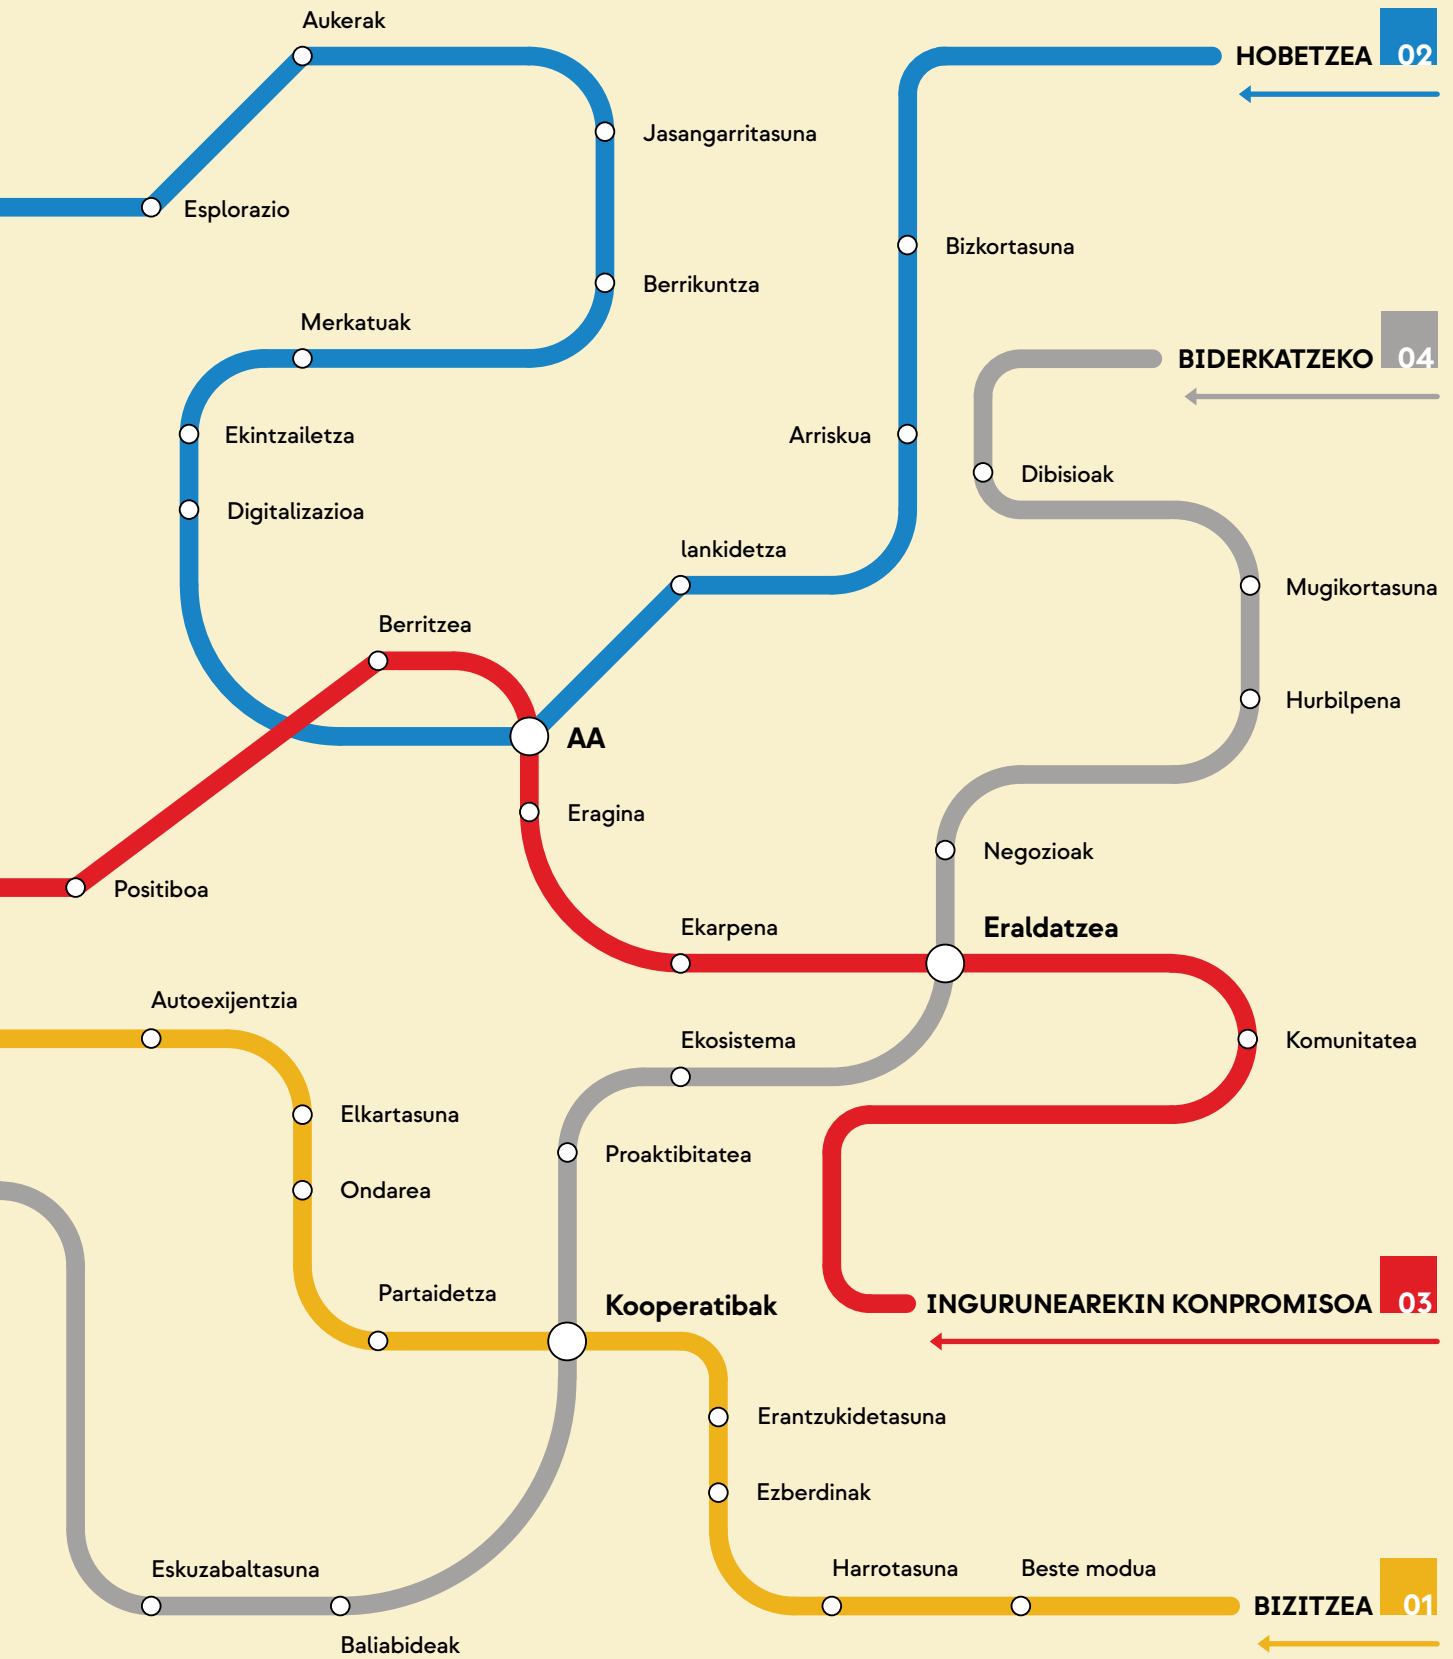 Aukerak
HOBETZEA 02
Jasangarritasuna
Esplorazio
Bizkortasuna
Berrikuntza
Merkatuak
BIDERKATZEKO 04
Ekintzailetza
Arriskua
Dibisioak
Digitalizazioa
lankidetza
Mugikortasuna
Berritzea
Hurbilpena
AA
Eragina
Negozioak
Positiboa
Ekarpena
Eraldatzea
Autoexijentzia
Ekosistema
Komunitatea
Elkartasuna
Proaktibitatea
Ondarea
Partaidetza
Kooperatibak
INGURUNEAREKIN KONPROMISOA 03
Erantzukidetasuna
Ezberdinak
Eskuzabaltasuna
Harrotasuna
Beste modua
BIZITZEA 01
Baliabideak